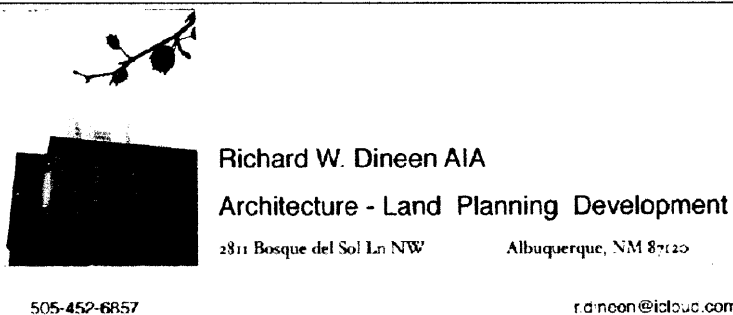 Richard W. Dineen AIA
Architecture - Land Planning Development
2811 Bosque del Sol Ln NW Albuquerque, NM 87120
505-452-6857 r.dineen@icloud.com